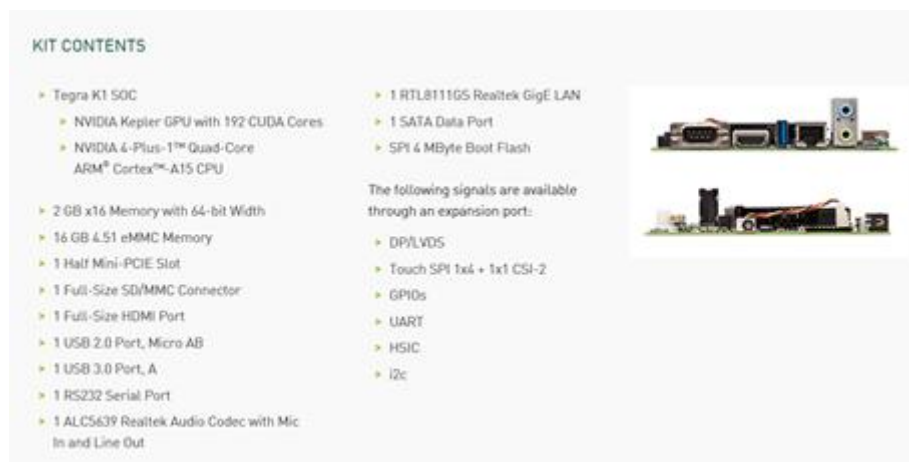 KIT CONTENTS
Tegra K1 SOC
NVIDIA Kepler GPU with 192 CUDA Cores
NVIDIA 4-Plus-1™ Quad-Core
ARM® Cortex™-A15 CPU
2 GB x16 Memory with 64-bit Width
16 GB 4.51 eMMC Memory
1 Half Mini-PCIE Slot
1 Full-Size SD/MMC Connector
1 Full-Size HDMI Port
1 USB 2.0 Port, Micro AB
1 USB 3.0 Port, A
1 RS232 Serial Port
1 ALC5639 Realtek Audio Codec with Mic
In and Line Out
1 RTL8111GS Realtek GigE LAN
1 SATA Data Port
SPI 4 MByte Boot Flash
The following signals are available
through an expansion port:
DP/LVDS
Touch SPI 1x4 + 1x1 CSI-2
GPIOs
UART
HSIC
i2c